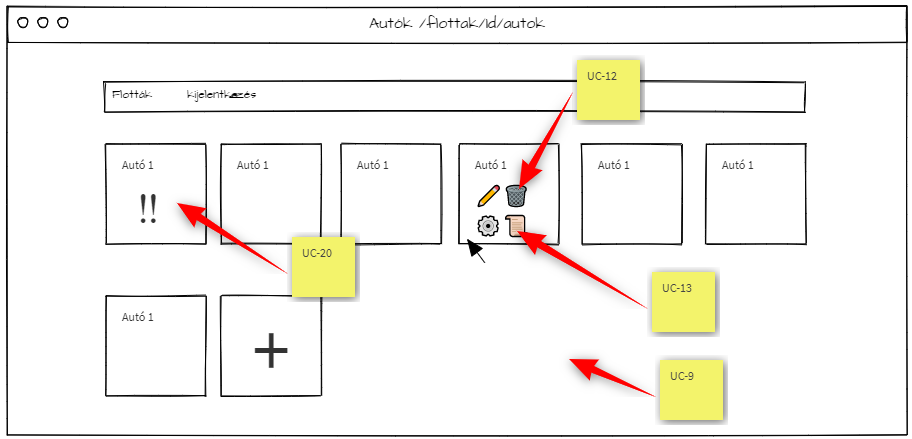 Autók /flottak/id/autok
UC-12
Flották kijelentkezés
Autó 1
Autó 1
Autó 1
Autó 1
Autó 1
Autó 1
!!
UC-20
UC-13
Autó 1
+
UC-9